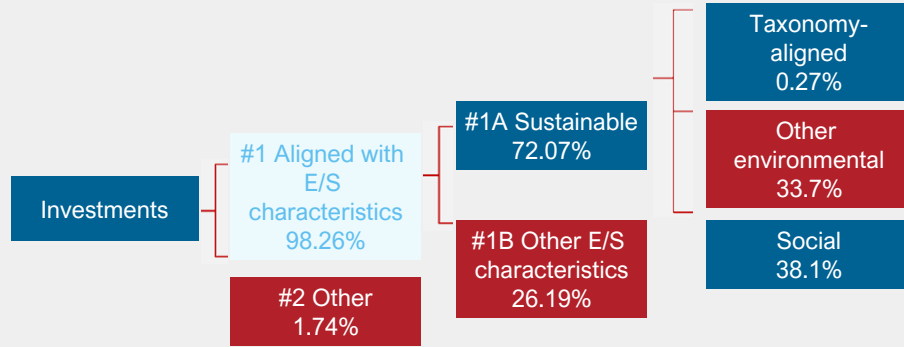 Investments
#1 Aligned with
E/S
characteristics
98.26%
#2 Other
1.74%
#1A Sustainable
72.07%
#1B Other E/S
characteristics
26.19%
Taxonomy-
aligned
0.27%
Other
environmental
33.7%
Social
38.1%